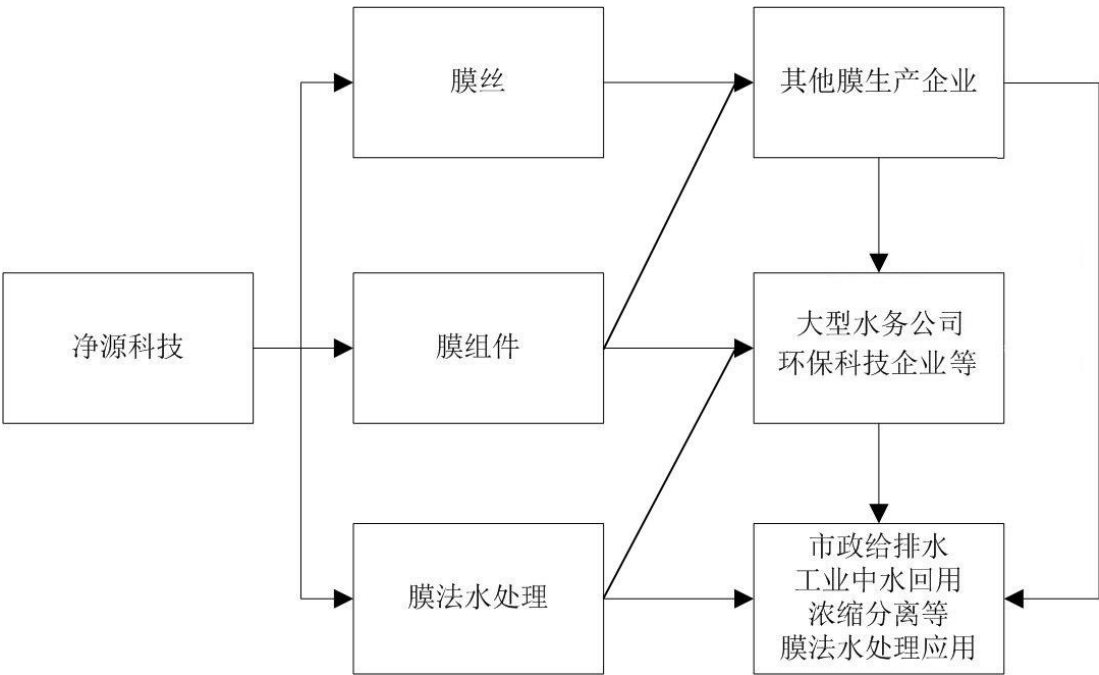 膜丝
其他膜生产企业
净源科技
膜组件
大型水务公司
环保科技企业等
膜法水处理
市政给排水
工业中水回用
浓缩分离等
膜法水处理应用